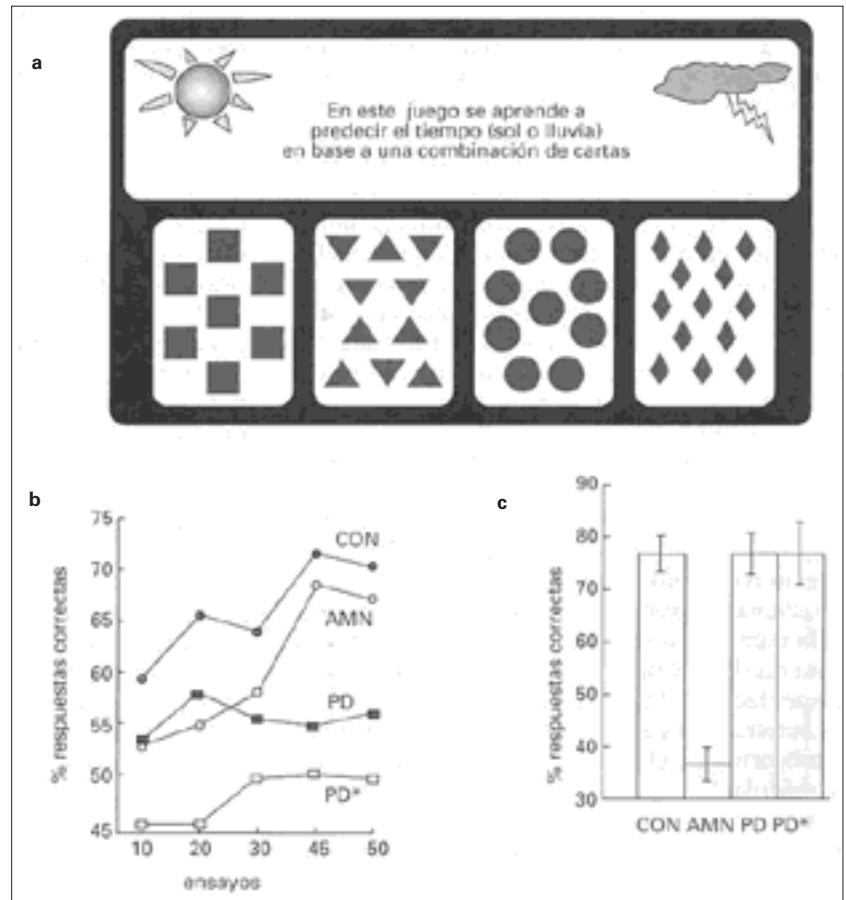 a
En este juego se aprende a
predecir el tiempo (sol o lluvia)
en base a una combinación de cartas
b
% respuestas correctas
75
70
65
60
55
50
45
CON
AMN
PD
PD*
10 20 30 45 50
ensayos
c
% respuestas correctas
90
80
70
60
50
40
30
CON AMN PD PD*